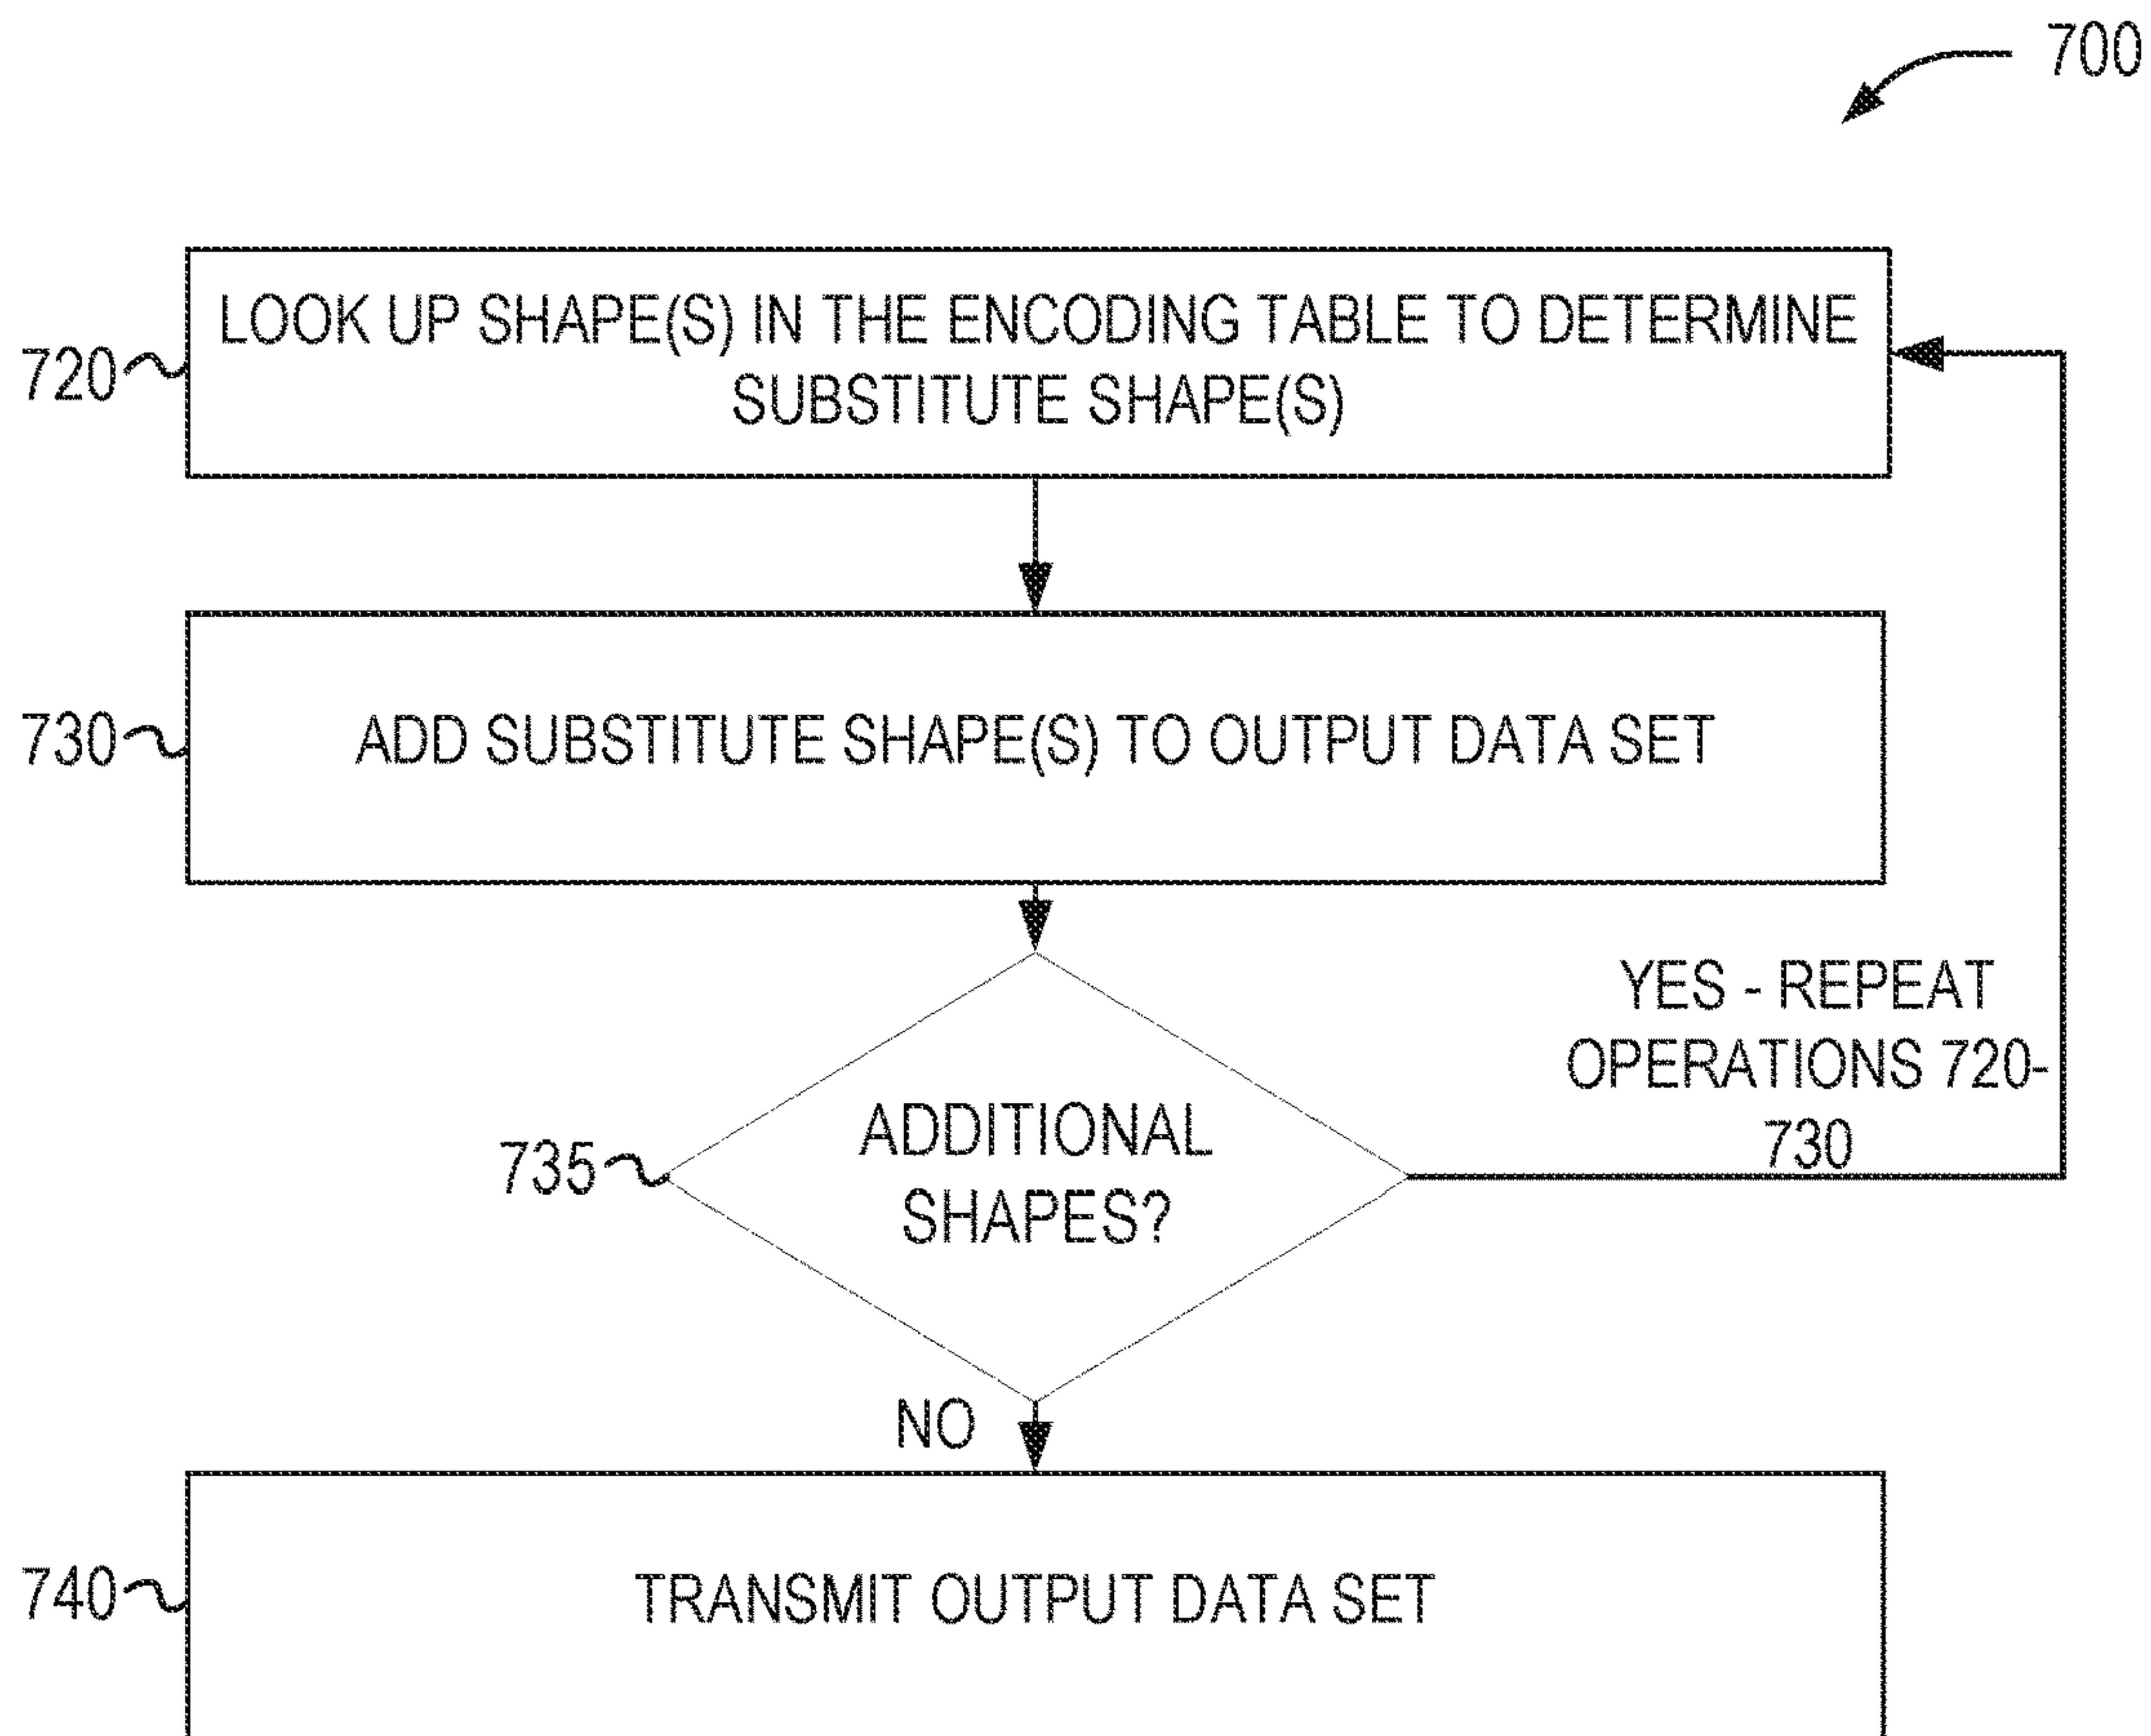 700
LOOK UP SHAPE(S) IN THE ENCODING TABLE TO DETERMINE
SUBSTITUTE SHAPE(S)
720
730
ADD SUBSTITUTE SHAPE(S) TO OUTPUT DATA SET
YES - REPEAT
OPERATIONS 720-
730
735
ADDITIONAL
SHAPES?
NO
740
TRANSMIT OUTPUT DATA SET